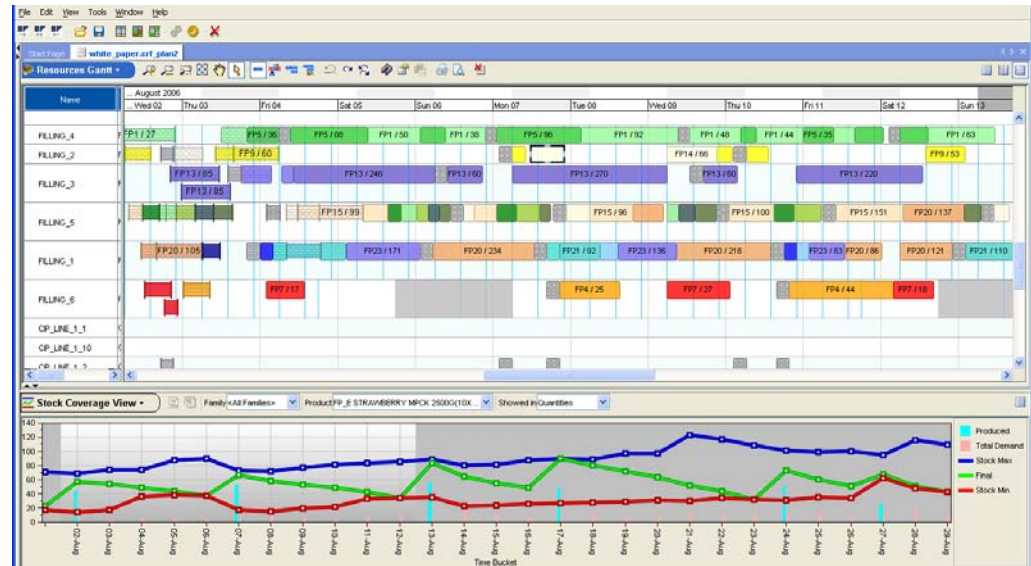 File Edit View Tools Window Help
Start Page white_paper.crf_plan2
Resources Gantt
Name
... August 2006
... Wed 02 Thu 03 Fri 04 Sat 05 Sun 06 Mon 07 Tue 08 Wed 09 Thu 10 Fri 11 Sat 12 Sun 13
FILLING_4 FP1 / 27 FP5 / 36 FP5 / 88 FP1 / 50 FP1 / 38 FP5 / 96 FP1 / 92 FP1 / 48 FP1 / 44 FP5 / 35 FP1 / 63
FILLING_2 FP9 / 60 FP14 / 66 FP9 / 53
FILLING_3 FP13 / 85 FP13 / 246 FP13 / 60 FP13 / 270 FP13 / 60 FP13 / 220
FP13 / 85
FILLING_5 FP15 / 99 FP15 / 96 FP15 / 100 FP15 / 151 FP20 / 137
FILLING_1 FP20 / 105 FP23 / 171 FP20 / 234 FP21 / 92 FP23 / 136 FP20 / 218 FP23 / 83 FP20 / 86 FP20 / 121 FP21 / 110
FILLING_6 FP7 / 17 FP4 / 25 FP7 / 27 FP4 / 44 FP7 / 18
CIP_LINE_1_1
CIP_LINE_1_10
CIP_LINE_1_2
Stock Coverage View Family <All Families> Product FP_E STRAWBERRY MPCK 2500G(10X... Showed in Quantities
140
120
100
80
60
40
20
0
02-Aug 03-Aug 04-Aug 05-Aug 06-Aug 07-Aug 08-Aug 09-Aug 10-Aug 11-Aug 12-Aug 13-Aug 14-Aug 15-Aug 16-Aug 17-Aug 18-Aug 19-Aug 20-Aug 21-Aug 22-Aug 23-Aug 24-Aug 25-Aug 26-Aug 27-Aug 28-Aug 29-Aug
Time Bucket
Produced
Total Demand
Stock Max
Final
Stock Min